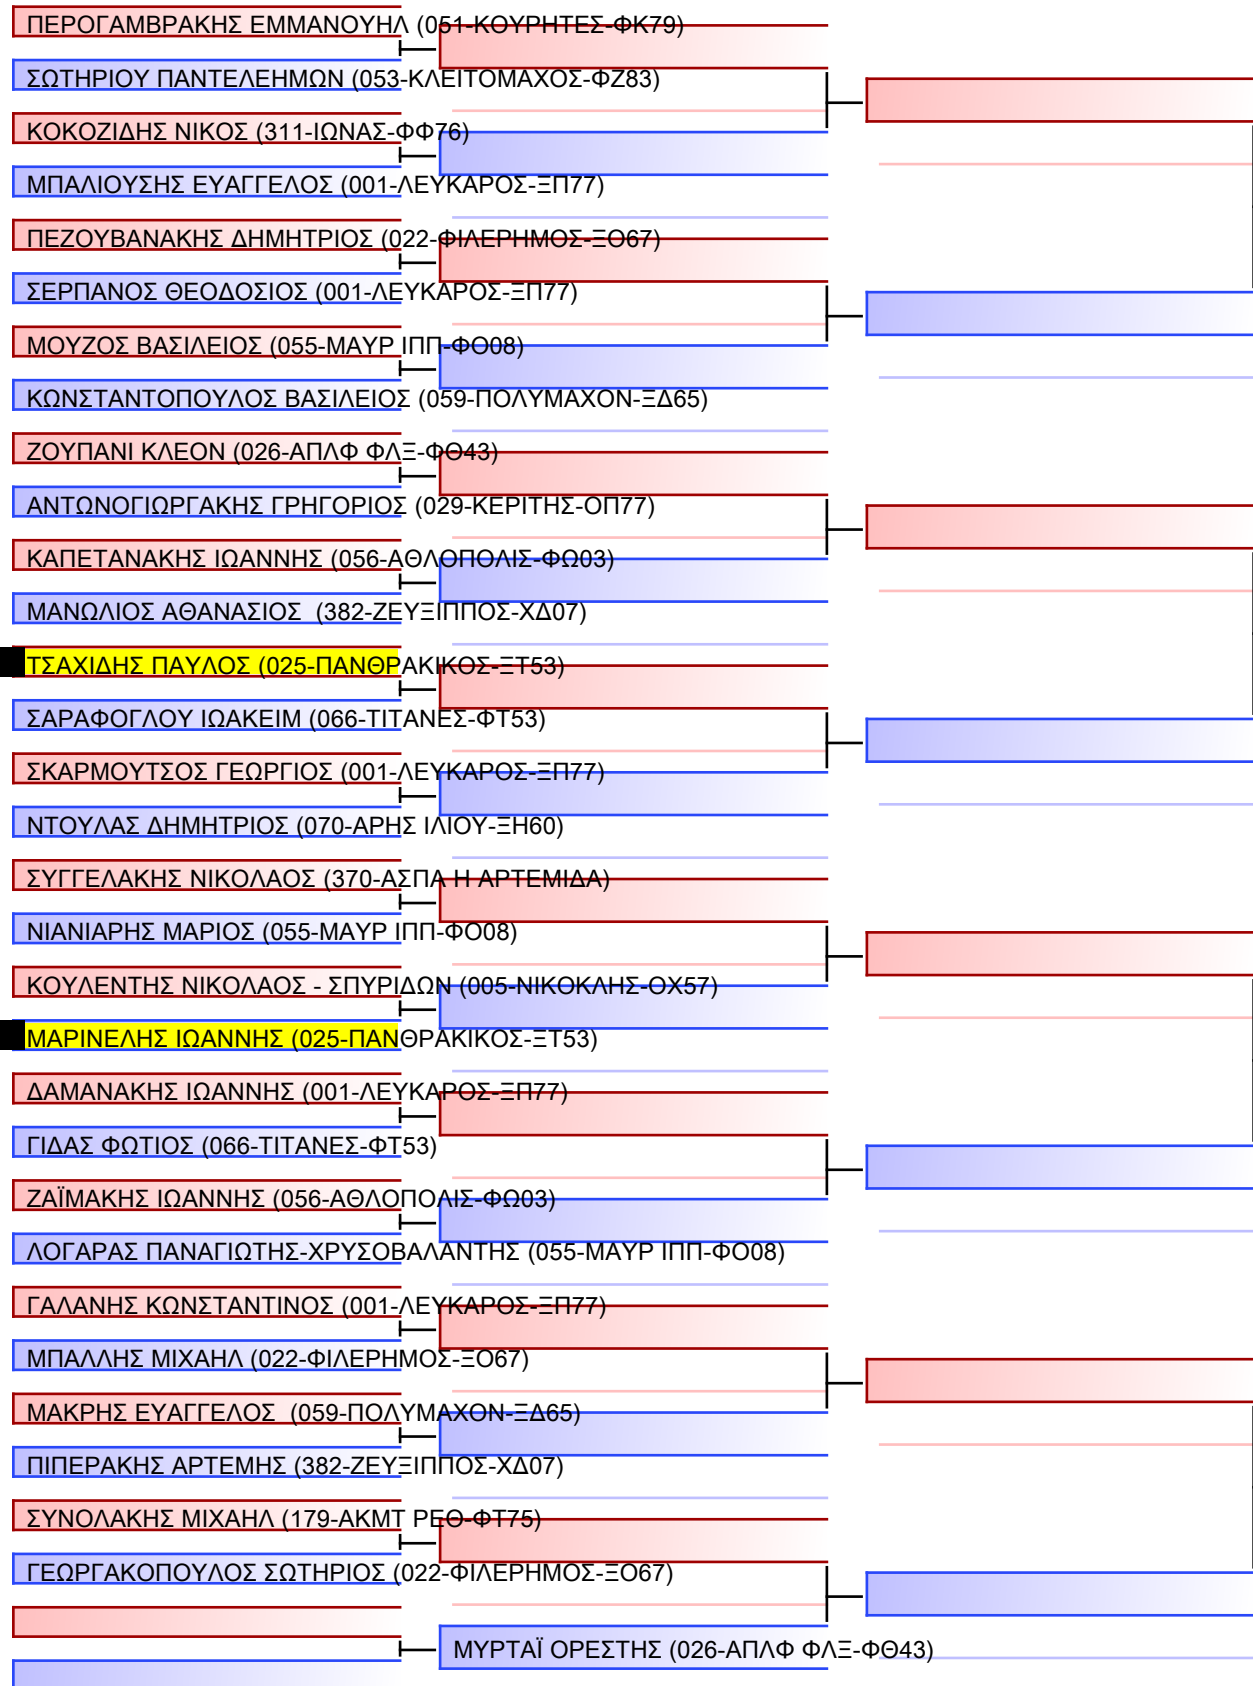 ΠΕΡΟΓΑΜΒΡΑΚΗΣ ΕΜΜΑΝΟΥΗΛ (051-ΚΟΥΡΗΤΕΣ-ΦΚ79)
ΣΩΤΗΡΙΟΥ ΠΑΝΤΕΛΕΗΜΩΝ (053-ΚΛΕΙΤΟΜΑΧΟΣ-ΦΖ83)
ΚΟΚΟΖΙΔΗΣ ΝΙΚΟΣ (311-ΙΩΝΑΣ-ΦΦ76)
ΜΠΑΛΙΟΥΣΗΣ ΕΥΑΓΓΕΛΟΣ (001-ΛΕΥΚΑΡΟΣ-ΞΠ77)
ΠΕΖΟΥΒΑΝΑΚΗΣ ΔΗΜΗΤΡΙΟΣ (022-ΦΙΛΕΡΗΜΟΣ-ΞΟ67)
ΣΕΡΠΑΝΟΣ ΘΕΟΔΟΣΙΟΣ (001-ΛΕΥΚΑΡΟΣ-ΞΠ77)
ΜΟΥΖΟΣ ΒΑΣΙΛΕΙΟΣ (055-ΜΑΥΡ ΙΠΠ-ΦΟ08)
ΚΩΝΣΤΑΝΤΟΠΟΥΛΟΣ ΒΑΣΙΛΕΙΟΣ (059-ΠΟΛΥΜΑΧΟΝ-ΞΔ65)
ΖΟΥΠΑΝΙ ΚΛΕΟΝ (026-ΑΠΛΦ ΦΛΞ-ΦΘ43)
ΑΝΤΩΝΟΓΙΩΡΓΑΚΗΣ ΓΡΗΓΟΡΙΟΣ (029-ΚΕΡΙΤΗΣ-ΟΠ77)
ΚΑΠΕΤΑΝΑΚΗΣ ΙΩΑΝΝΗΣ (056-ΑΘΛΟΠΟΛΙΣ-ΦΩ03)
ΜΑΝΩΛΙΟΣ ΑΘΑΝΑΣΙΟΣ (382-ΖΕΥΞΙΠΠΟΣ-ΧΔ07)
ΤΣΑΧΙΔΗΣ ΠΑΥΛΟΣ (025-ΠΑΝΘΡΑΚΙΚΟΣ-ΞΤ53)
ΣΑΡΑΦΟΓΛΟΥ ΙΩΑΚΕΙΜ (066-ΤΙΤΑΝΕΣ-ΦΤ53)
ΣΚΑΡΜΟΥΤΣΟΣ ΓΕΩΡΓΙΟΣ (001-ΛΕΥΚΑΡΟΣ-ΞΠ77)
ΝΤΟΥΛΑΣ ΔΗΜΗΤΡΙΟΣ (070-ΑΡΗΣ ΙΛΙΟΥ-ΞΗ60)
ΣΥΓΓΕΛΑΚΗΣ ΝΙΚΟΛΑΟΣ (370-ΑΣΠΑ Η ΑΡΤΕΜΙΔΑ)
ΝΙΑΝΙΑΡΗΣ ΜΑΡΙΟΣ (055-ΜΑΥΡ ΙΠΠ-ΦΟ08)
ΚΟΥΛΕΝΤΗΣ ΝΙΚΟΛΑΟΣ - ΣΠΥΡΙΔΩΝ (005-ΝΙΚΟΚΛΗΣ-ΟΧ57)
ΜΑΡΙΝΕΛΗΣ ΙΩΑΝΝΗΣ (025-ΠΑΝΘΡΑΚΙΚΟΣ-ΞΤ53)
ΔΑΜΑΝΑΚΗΣ ΙΩΑΝΝΗΣ (001-ΛΕΥΚΑΡΟΣ-ΞΠ77)
ΓΙΔΑΣ ΦΩΤΙΟΣ (066-ΤΙΤΑΝΕΣ-ΦΤ53)
ΖΑΪΜΑΚΗΣ ΙΩΑΝΝΗΣ (056-ΑΘΛΟΠΟΛΙΣ-ΦΩ03)
ΛΟΓΑΡΑΣ ΠΑΝΑΓΙΩΤΗΣ-ΧΡΥΣΟΒΑΛΑΝΤΗΣ (055-ΜΑΥΡ ΙΠΠ-ΦΟ08)
ΓΑΛΑΝΗΣ ΚΩΝΣΤΑΝΤΙΝΟΣ (001-ΛΕΥΚΑΡΟΣ-ΞΠ77)
ΜΠΑΛΛΗΣ ΜΙΧΑΗΛ (022-ΦΙΛΕΡΗΜΟΣ-ΞΟ67)
ΜΑΚΡΗΣ ΕΥΑΓΓΕΛΟΣ (059-ΠΟΛΥΜΑΧΟΝ-ΞΔ65)
ΠΙΠΕΡΑΚΗΣ ΑΡΤΕΜΗΣ (382-ΖΕΥΞΙΠΠΟΣ-ΧΔ07)
ΣΥΝΟΛΑΚΗΣ ΜΙΧΑΗΛ (179-ΑΚΜΤ ΡΕΘ-ΦΤ75)
ΓΕΩΡΓΑΚΟΠΟΥΛΟΣ ΣΩΤΗΡΙΟΣ (022-ΦΙΛΕΡΗΜΟΣ-ΞΟ67)
ΜΥΡΤΑΪ ΟΡΕΣΤΗΣ (026-ΑΠΛΦ ΦΛΞ-ΦΘ43)